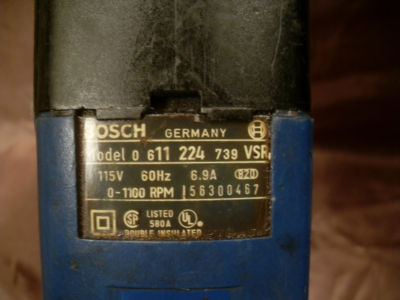 BOSCH GERMANY
Model 0 611 224 739 VSR
115V 60Hz 6.9A
0-1100 RPM 156300467
LISTED
580A
DOUBLE INSULATED